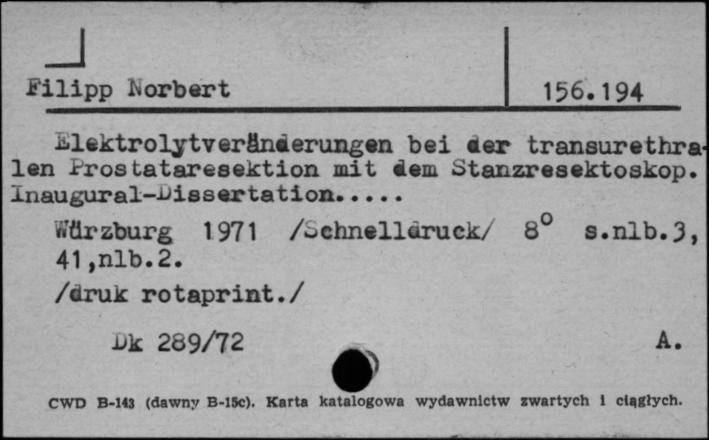 Filipp Norbert 156.194
Elektrolytveränderungen bei der transurethra-
len Prostataresektion mit dem Stanzresektoskop.
Inaugural-Dissertation.....
Würzburg 1971 /Schnelldruck/ 8° s.nlb.3,
41,nlb.2.
/druk rotaprint./
Dk 289/72 A.
CWD B-143 (dawny B-15c). Karta katalogowa wydawnictw zwartych i ciągłych.